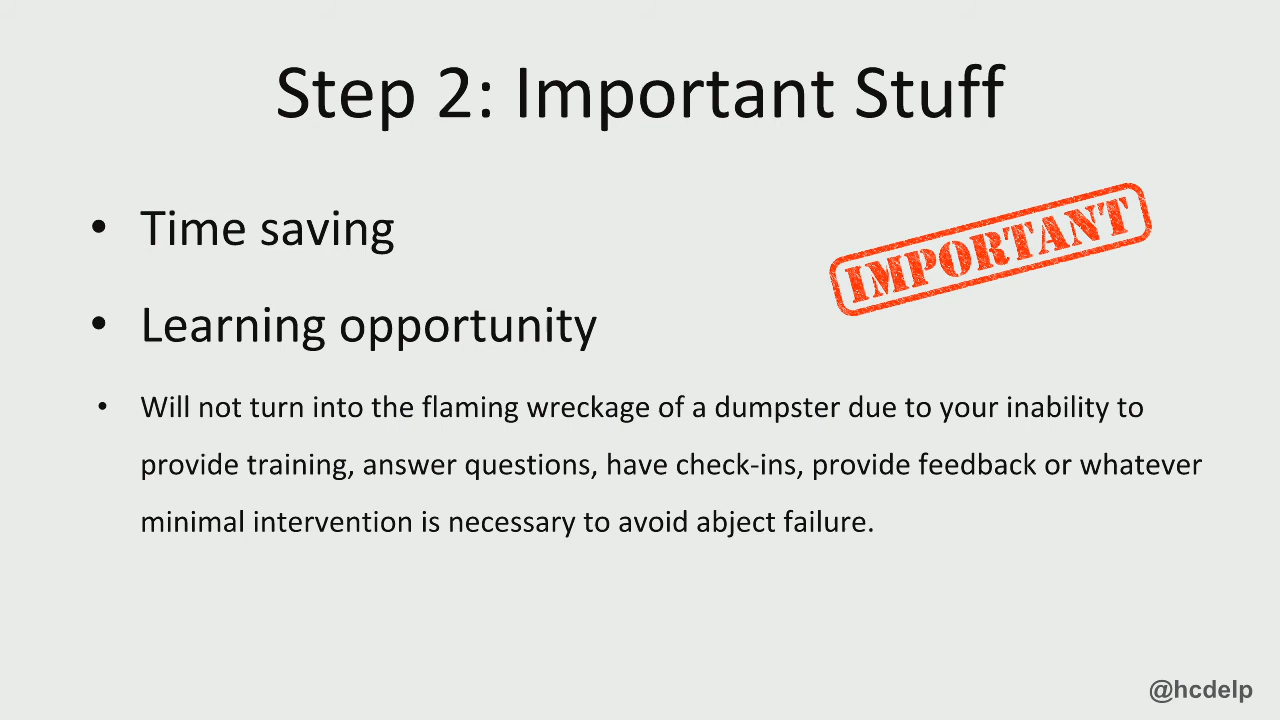 Step 2: Important Stuff
• Time saving
IMPORTANT
• Learning opportunity
• Will not turn into the flaming wreckage of a dumpster due to your inability to
provide training, answer questions, have check-ins, provide feedback or whatever
minimal intervention is necessary to avoid abject failure.
@hcdelp